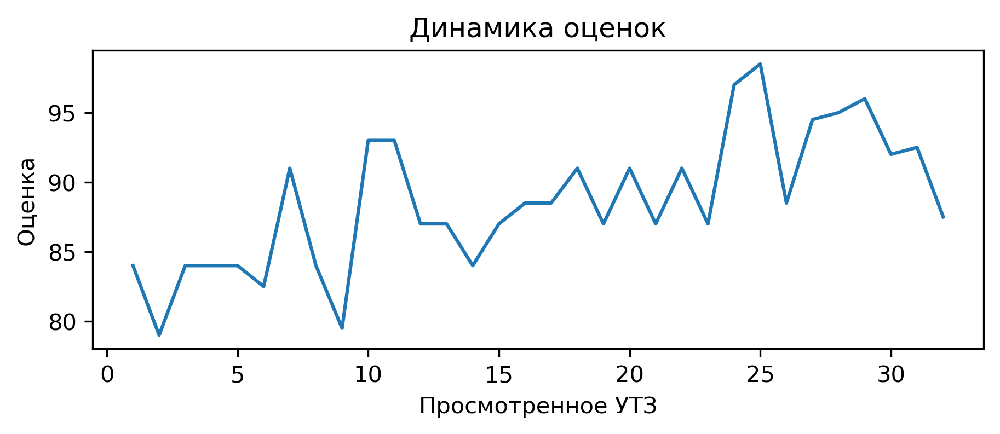 Динамика оценок
Оценка
95
90
85
80
0 5 10 15 20 25 30
Просмотренное УТЗ